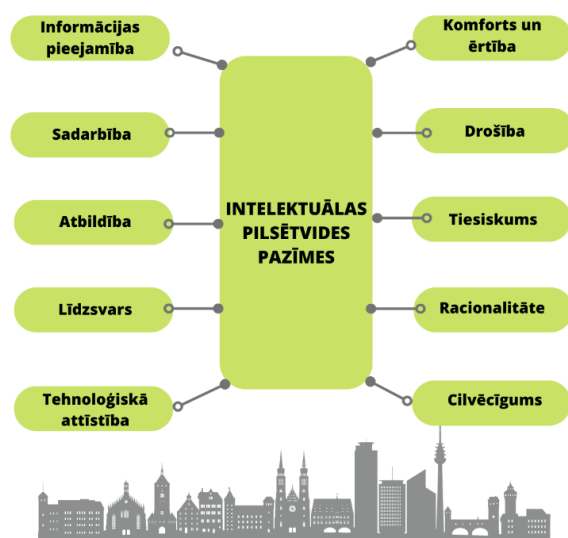 Informācijas
pieejamība
Komforts un
ērtība
Sadarbība
Drošība
Atbildība
INTELEKTUĀLAS
PILSĒTVIDES
PAZĪMES
Tiesiskums
Līdzsvars
Racionalitāte
Tehnoloģiskā
attīstība
Cilvēcīgums